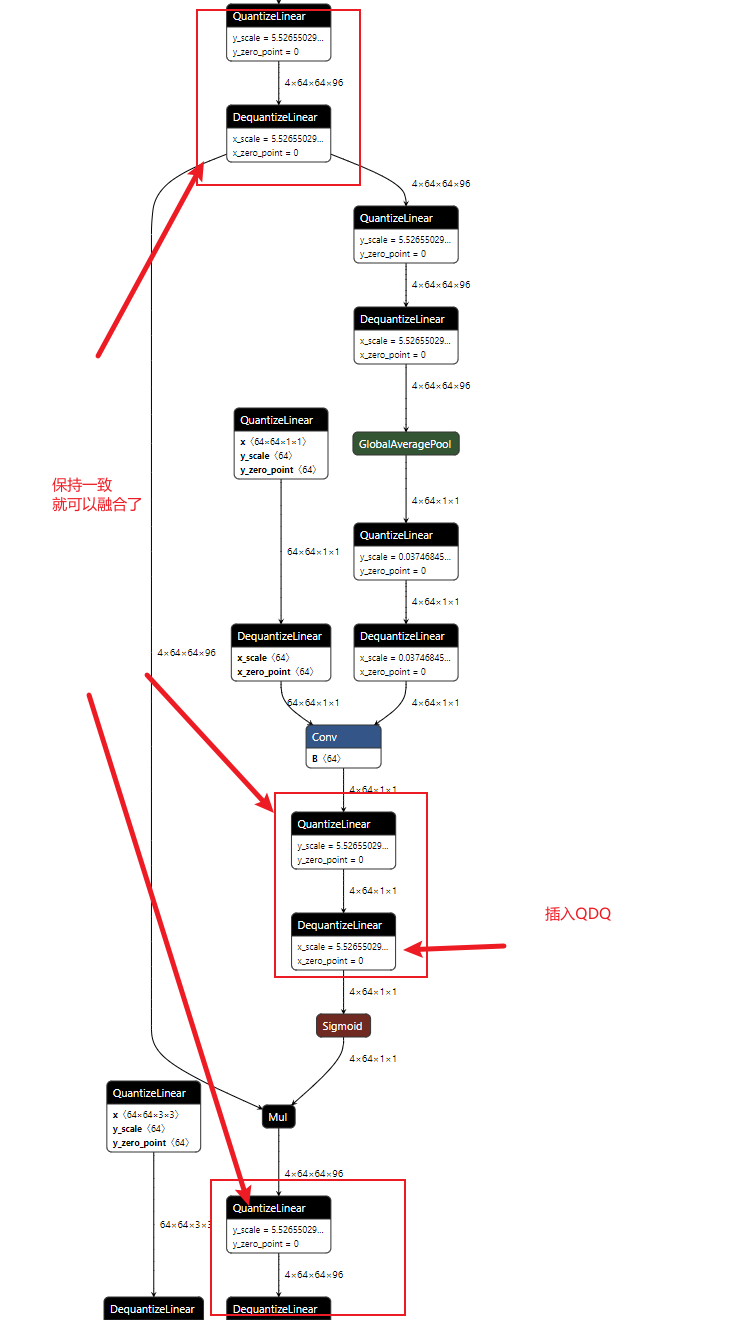 QuantizeLinear
y_scale = 5.52655029...
y_zero_point = 0
4×64×64×96
DequantizeLinear
x_scale = 5.52655029...
x_zero_point = 0
4×64×64×96
QuantizeLinear
y_scale = 5.52655029...
y_zero_point = 0
4×64×64×96
DequantizeLinear
x_scale = 5.52655029...
x_zero_point = 0
4×64×64×96
QuantizeLinear
x〈64×64×1×1〉
y_scale〈64〉
y_zero_point〈64〉
GlobalAveragePool
保持一致
就可以融合了
4×64×1×1
QuantizeLinear
y_scale = 0.03746845...
y_zero_point = 0
64×64×1×1
4×64×1×1
4×64×64×96
DequantizeLinear
x_scale〈64〉
x_zero_point〈64〉
DequantizeLinear
x_scale = 0.03746845...
x_zero_point = 0
64×64×1×1
4×64×1×1
Conv
B〈64〉
4×64×1×1
QuantizeLinear
y_scale = 5.52655029...
y_zero_point = 0
4×64×1×1
插入QDQ
DequantizeLinear
x_scale = 5.52655029...
x_zero_point = 0
4×64×1×1
Sigmoid
4×64×1×1
QuantizeLinear
x〈64×64×3×3〉
y_scale〈64〉
y_zero_point〈64〉
Mul
4×64×64×96
QuantizeLinear
y_scale = 5.52655029...
y_zero_point = 0
64×64×3×3
4×64×64×96
DequantizeLinear
DequantizeLinear